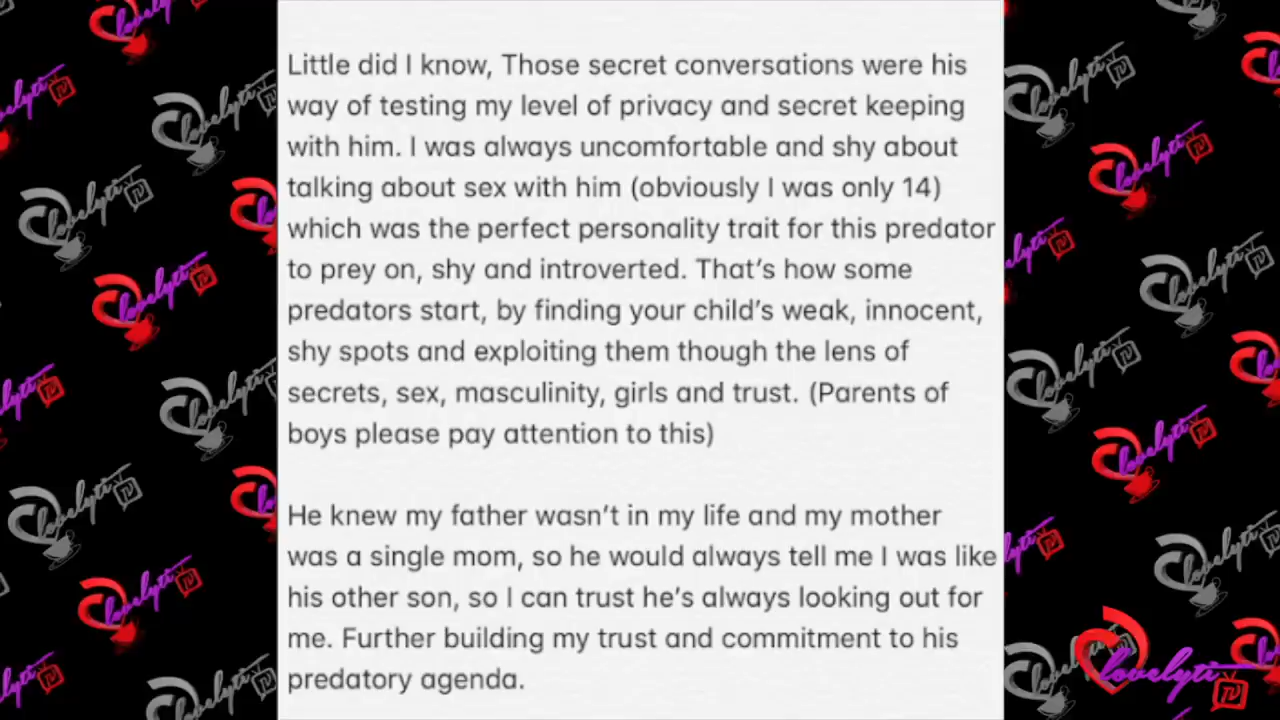 Little did I know, Those secret conversations were his
way of testing my level of privacy and secret keeping
with him. I was always uncomfortable and shy about
talking about sex with him (obviously I was only 14)
which was the perfect personality trait for this predator
to prey on, shy and introverted. That's how some
predators start, by finding your child's weak, innocent,
shy spots and exploiting them though the lens of
secrets, sex, masculinity, girls and trust. (Parents of
boys please pay attention to this)
He knew my father wasn't in my life and my mother
was a single mom, so he would always tell me I was like
his other son, so I can trust he's always looking out for
me. Further building my trust and commitment to his
predatory agenda.
lovelyti TV